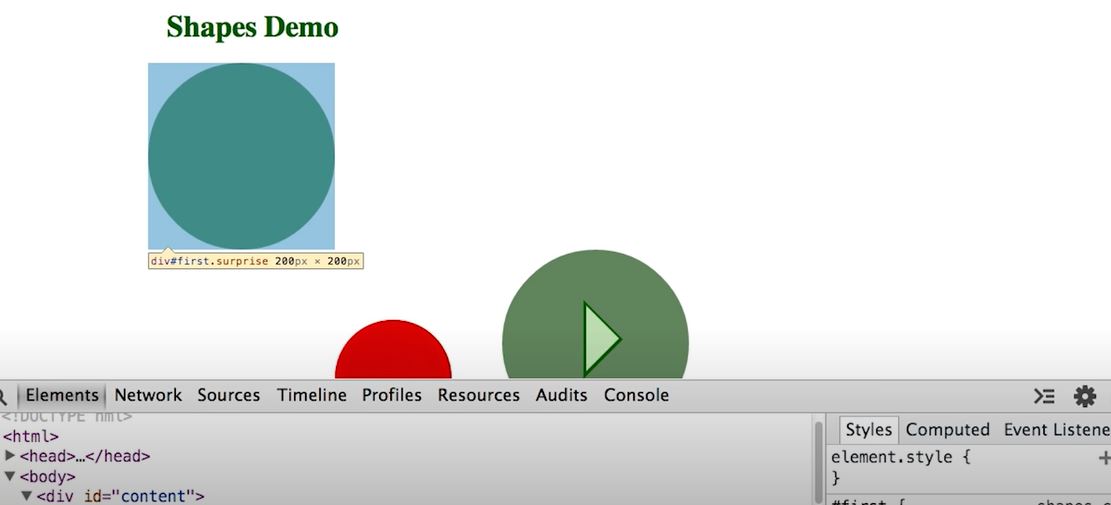 Shapes Demo
div#first.surprise 200px × 200px
Elements Network Sources Timeline Profiles Resources Audits Console
<!DOCTYPE html>
<html>
<head>…</head>
<body>
<div id="content">
Styles Computed Event Listene
element.style {
}
#first {